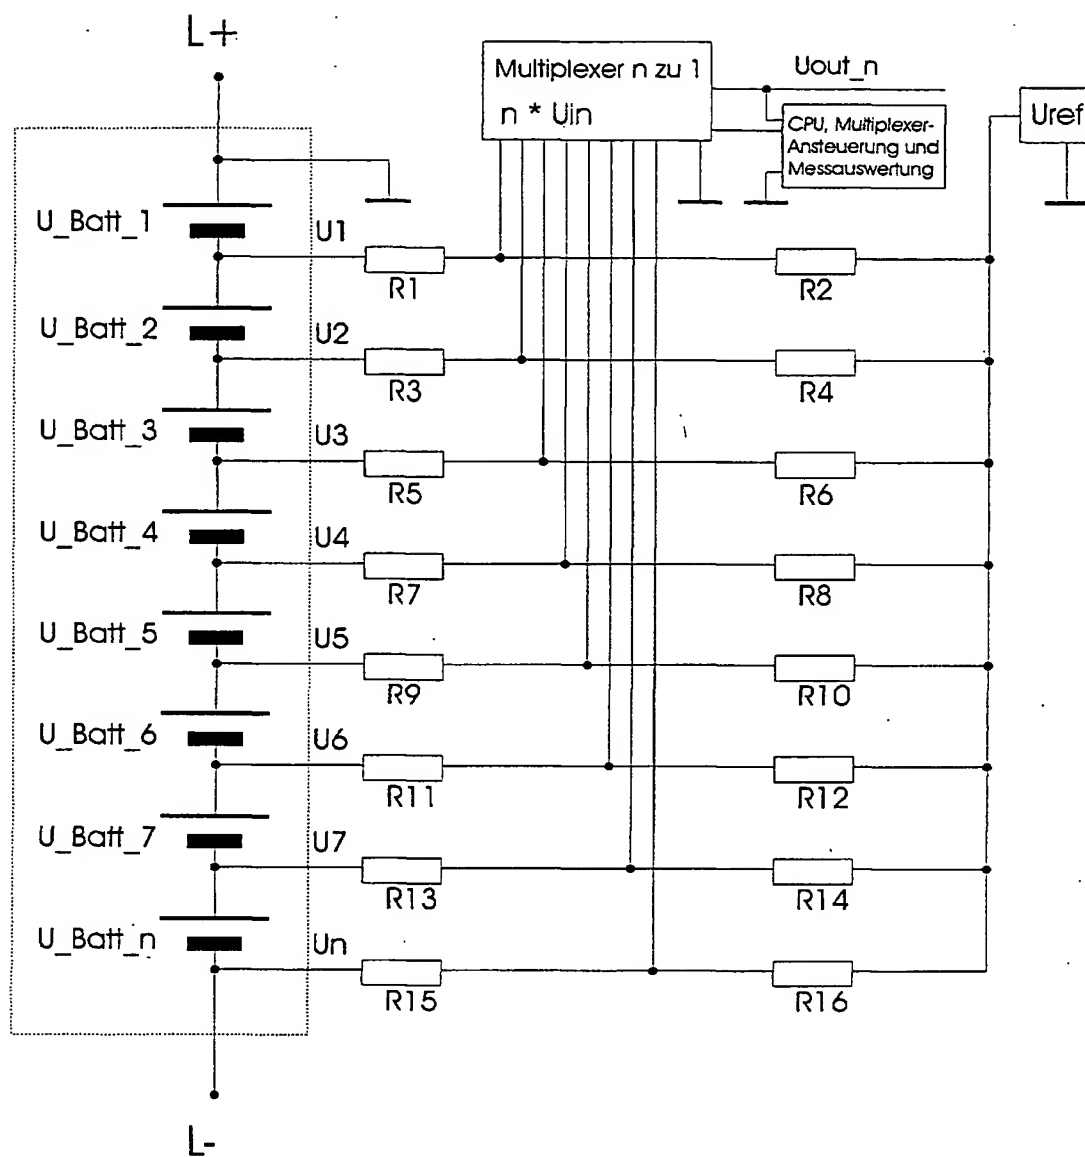 L+
Multiplexer n zu 1
n * Uin
Uout_n
CPU, Multiplexer-
Ansteuerung und
Messauswertung
Uref
U_Batt_1
U1
R1
R2
U_Batt_2
U2
R3
R4
U_Batt_3
U3
R5
R6
U_Batt_4
U4
R7
R8
U_Batt_5
U5
R9
R10
U_Batt_6
U6
R11
R12
U_Batt_7
U7
R13
R14
U_Batt_n
Un
R15
R16
L-